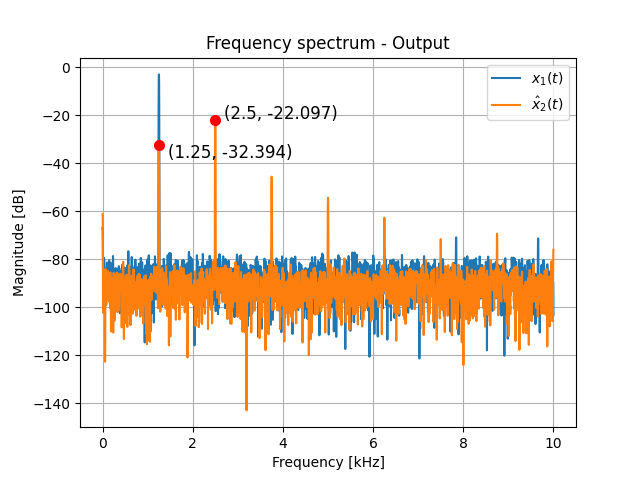 Frequency spectrum - Output
x₁(t)
x̂₂(t)
(2.5, -22.097)
(1.25, -32.394)
0
−20
−40
−60
−80
−100
−120
−140
Magnitude [dB]
0 2 4 6 8 10
Frequency [kHz]